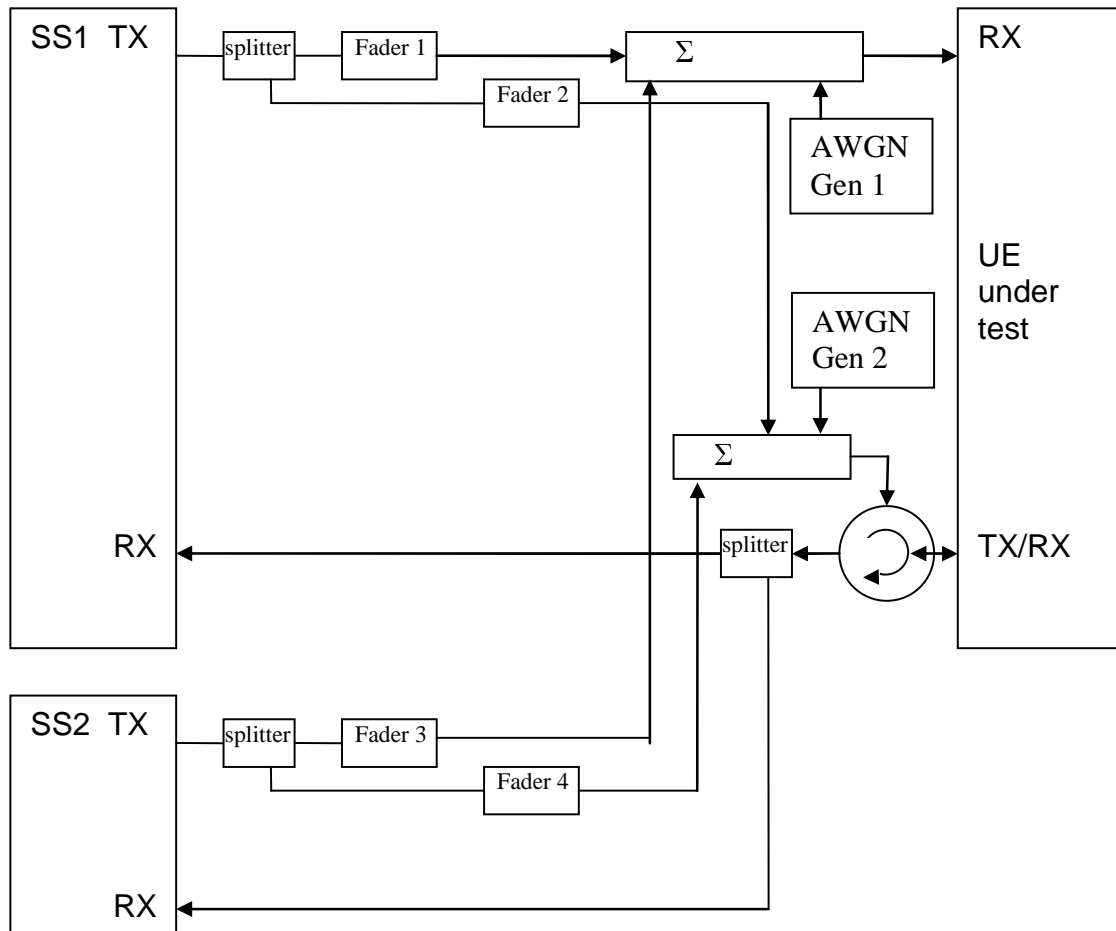 SS1 TX
splitter
Fader 1
Σ
RX
Fader 2
AWGN
Gen 1
UE
under
test
AWGN
Gen 2
Σ
RX
splitter
TX/RX
SS2 TX
splitter
Fader 3
Fader 4
RX